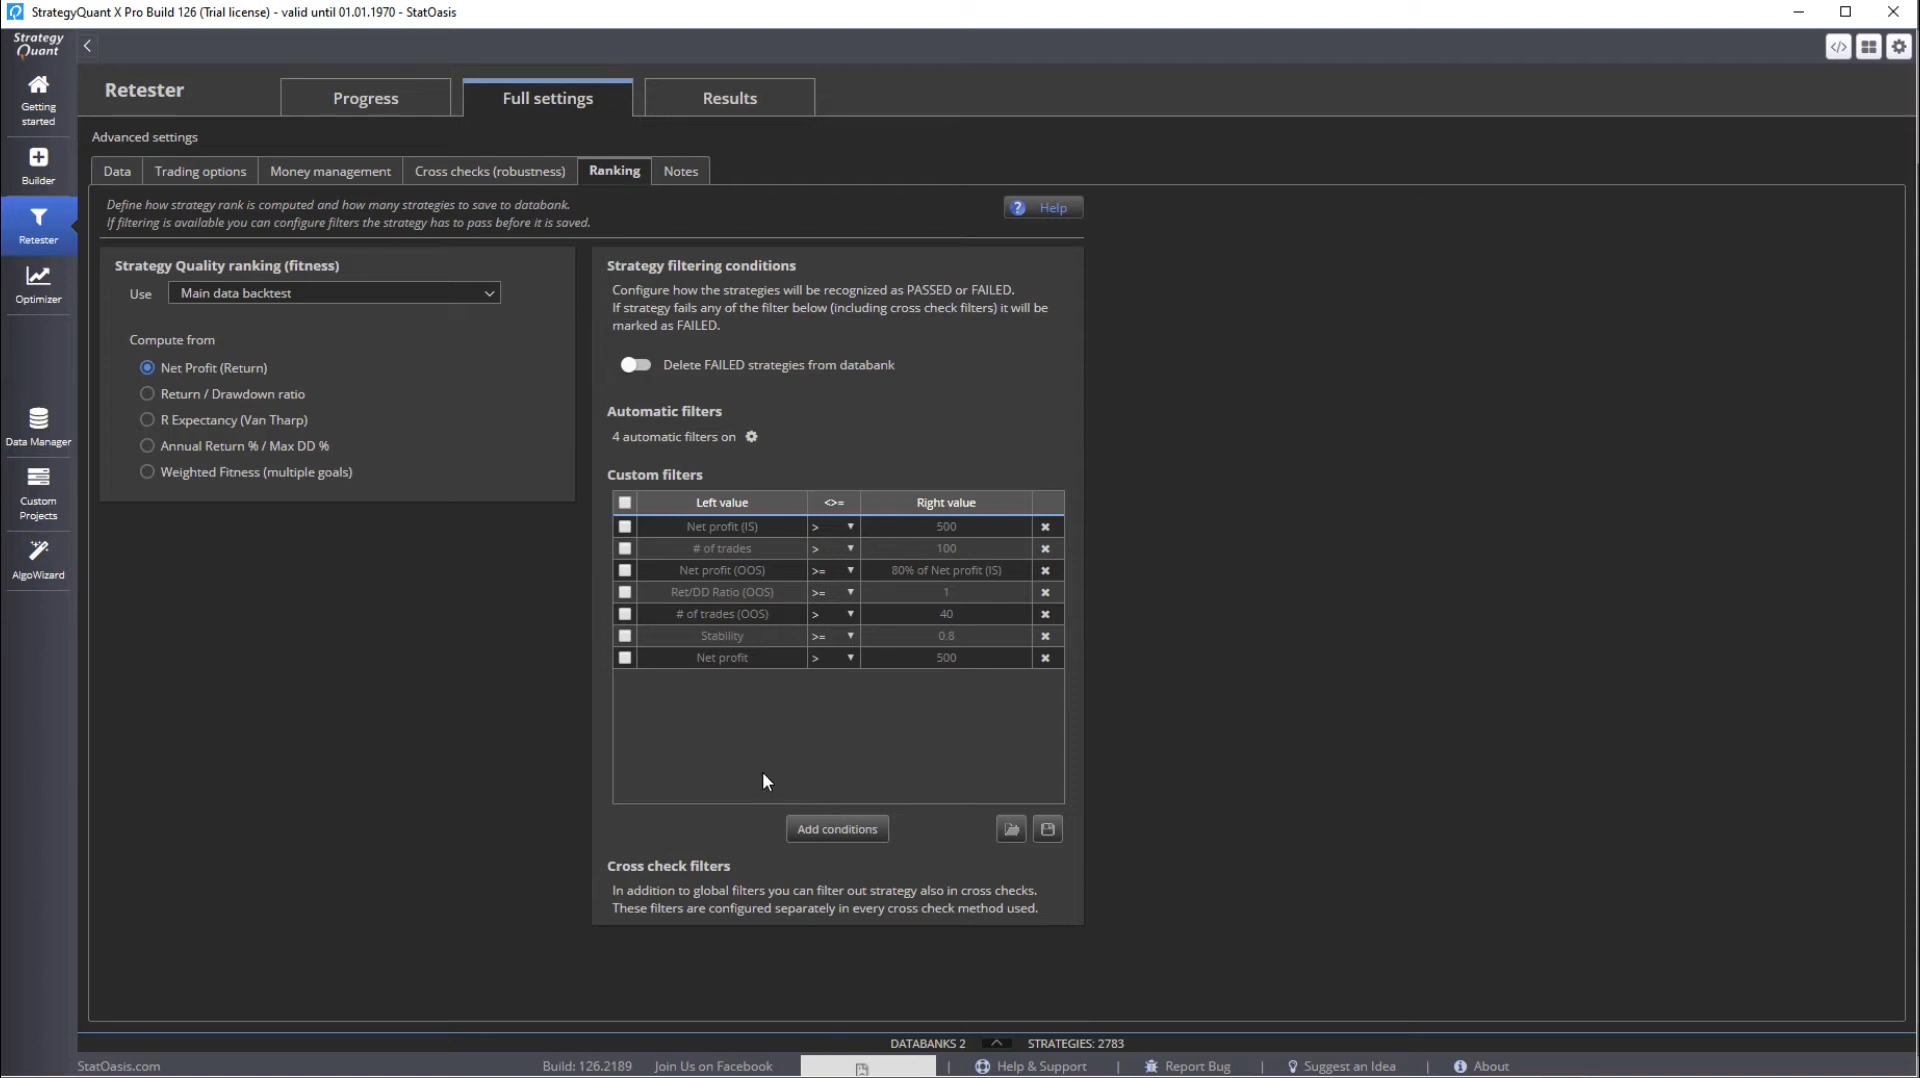 StrategyQuant X Pro Build 126 (Trial license) - valid until 01.01.1970 - StatOasis
Strategy
Quant
Getting
started
Builder
Retester
Optimizer
Data Manager
Custom
Projects
AlgoWizard
Retester
Progress
Full settings
Results
Advanced settings
Data
Trading options
Money management
Cross checks (robustness)
Ranking
Notes
Define how strategy rank is computed and how many strategies to save to databank.
If filtering is available you can configure filters the strategy has to pass before it is saved.
? Help
Strategy Quality ranking (fitness)
Use Main data backtest
Compute from
Net Profit (Return)
Return / Drawdown ratio
R Expectancy (Van Tharp)
Annual Return % / Max DD %
Weighted Fitness (multiple goals)
Strategy filtering conditions
Configure how the strategies will be recognized as PASSED or FAILED.
If strategy fails any of the filter below (including cross check filters) it will be
marked as FAILED.
Delete FAILED strategies from databank
Automatic filters
4 automatic filters on
Custom filters
Left value <>= Right value
Net profit (IS) > 500
# of trades > 100
Net profit (OOS) >= 80% of Net profit (IS)
Ret/DD Ratio (OOS) >= 1
# of trades (OOS) > 40
Stability >= 0.8
Net profit > 500
Add conditions
Cross check filters
In addition to global filters you can filter out strategy also in cross checks.
These filters are configured separately in every cross check method used.
DATABANKS 2 STRATEGIES: 2783
StatOasis.com Build: 126.2189 Join Us on Facebook | Help & Support | Report Bug | Suggest an Idea | About